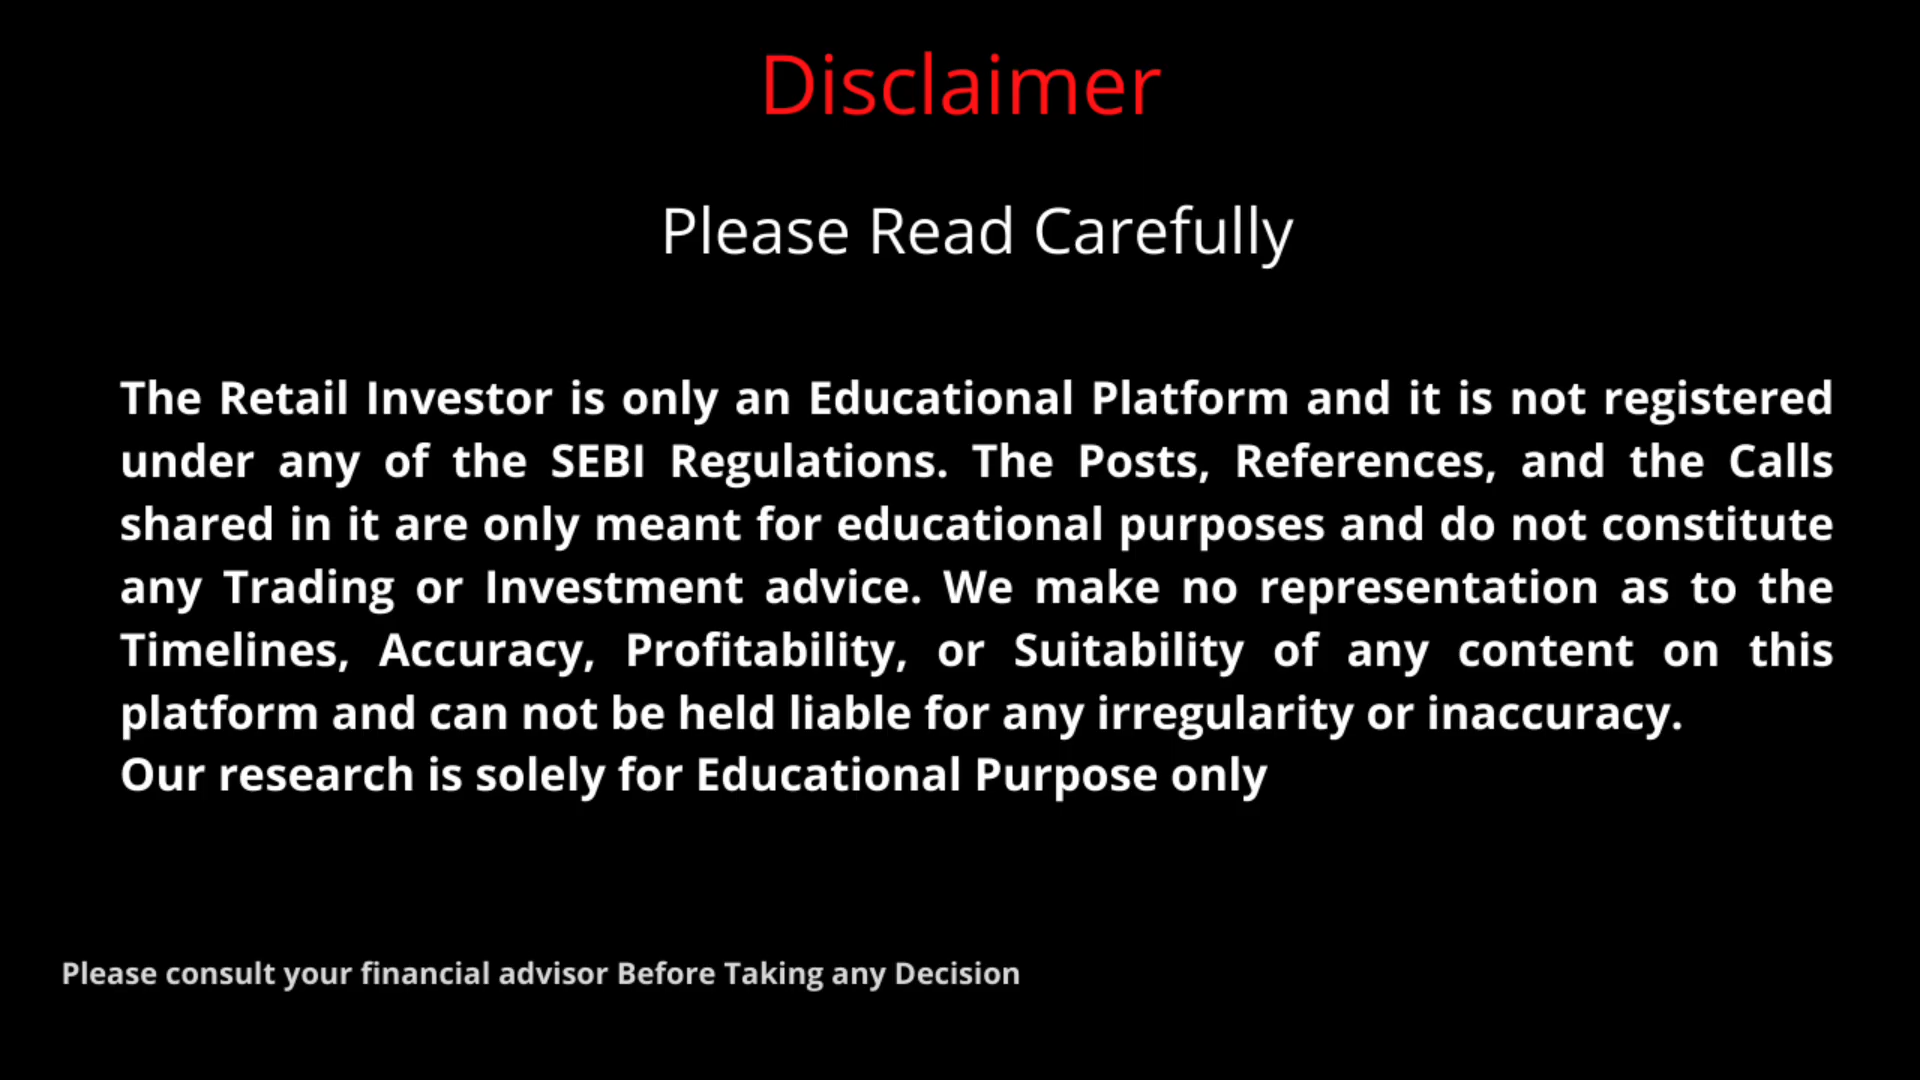 Disclaimer
Please Read Carefully
The Retail Investor is only an Educational Platform and it is not registered
under any of the SEBI Regulations. The Posts, References, and the Calls
shared in it are only meant for educational purposes and do not constitute
any Trading or Investment advice. We make no representation as to the
Timelines, Accuracy, Profitability, or Suitability of any content on this
platform and can not be held liable for any irregularity or inaccuracy.
Our research is solely for Educational Purpose only
Please consult your financial advisor Before Taking any Decision